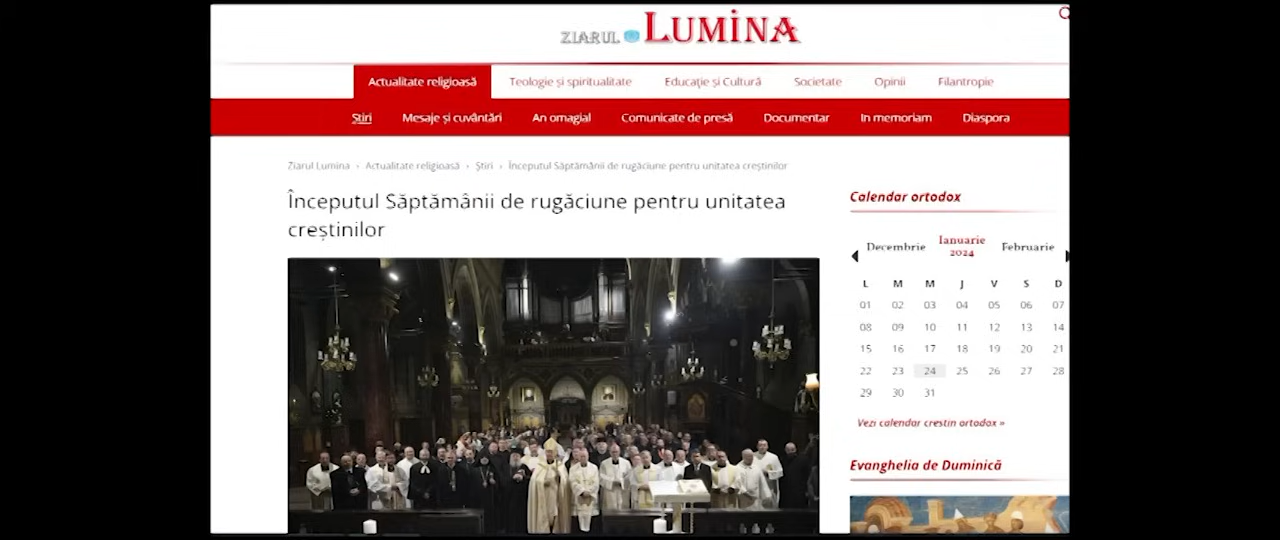 ZIARUL LUMINA
Actualitate religioasă Teologie și spiritualitate Educație și Cultură Societate Opinii Filantropie
Știri Mesaje și cuvântări An omagial Comunicate de presă Documentar In memoriam Diaspora
Ziarul Lumina › Actualitate religioasă › Știri › Începutul Săptămânii de rugăciune pentru unitatea creștinilor
Începutul Săptămânii de rugăciune pentru unitatea
creștinilor
Calendar ortodox
Decembrie Ianuarie Februarie
2024
L M M J V S D
01 02 03 04 05 06 07
08 09 10 11 12 13 14
15 16 17 18 19 20 21
22 23 24 25 26 27 28
29 30 31
Vezi calendar crestin ortodox »
Evanghelia de Duminică